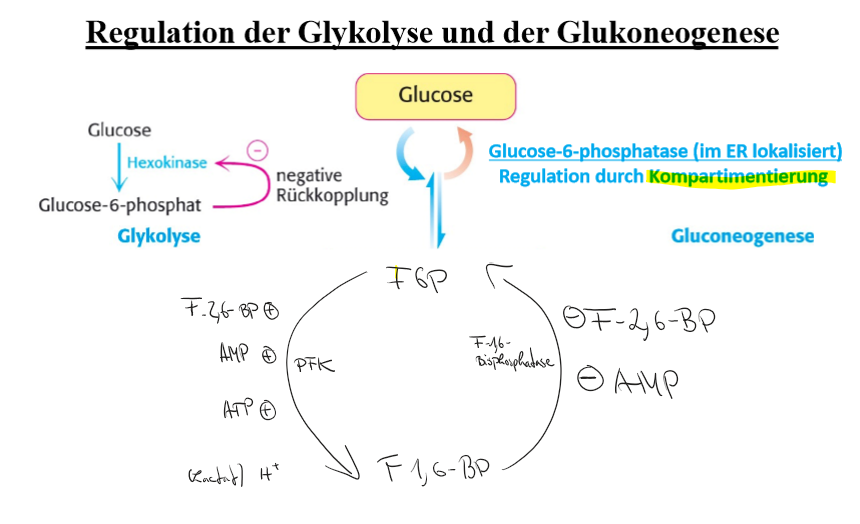 Regulation der Glykolyse und der Glukoneogenese
Glucose
Glucose
Hexokinase
−
negative
Rückkopplung
Glucose-6-phosphat
Glykolyse
Glucose-6-phosphatase (im ER lokalisiert)
Regulation durch Kompartimentierung
Gluconeogenese
F6P
F-2,6-BP ⊕
AMP ⊕
PFK
ATP ⊕
(Lactat) H⁺
F-1,6-
Bisphosphatase
⊖ F-2,6-BP
⊖ AMP
F 1,6-BP